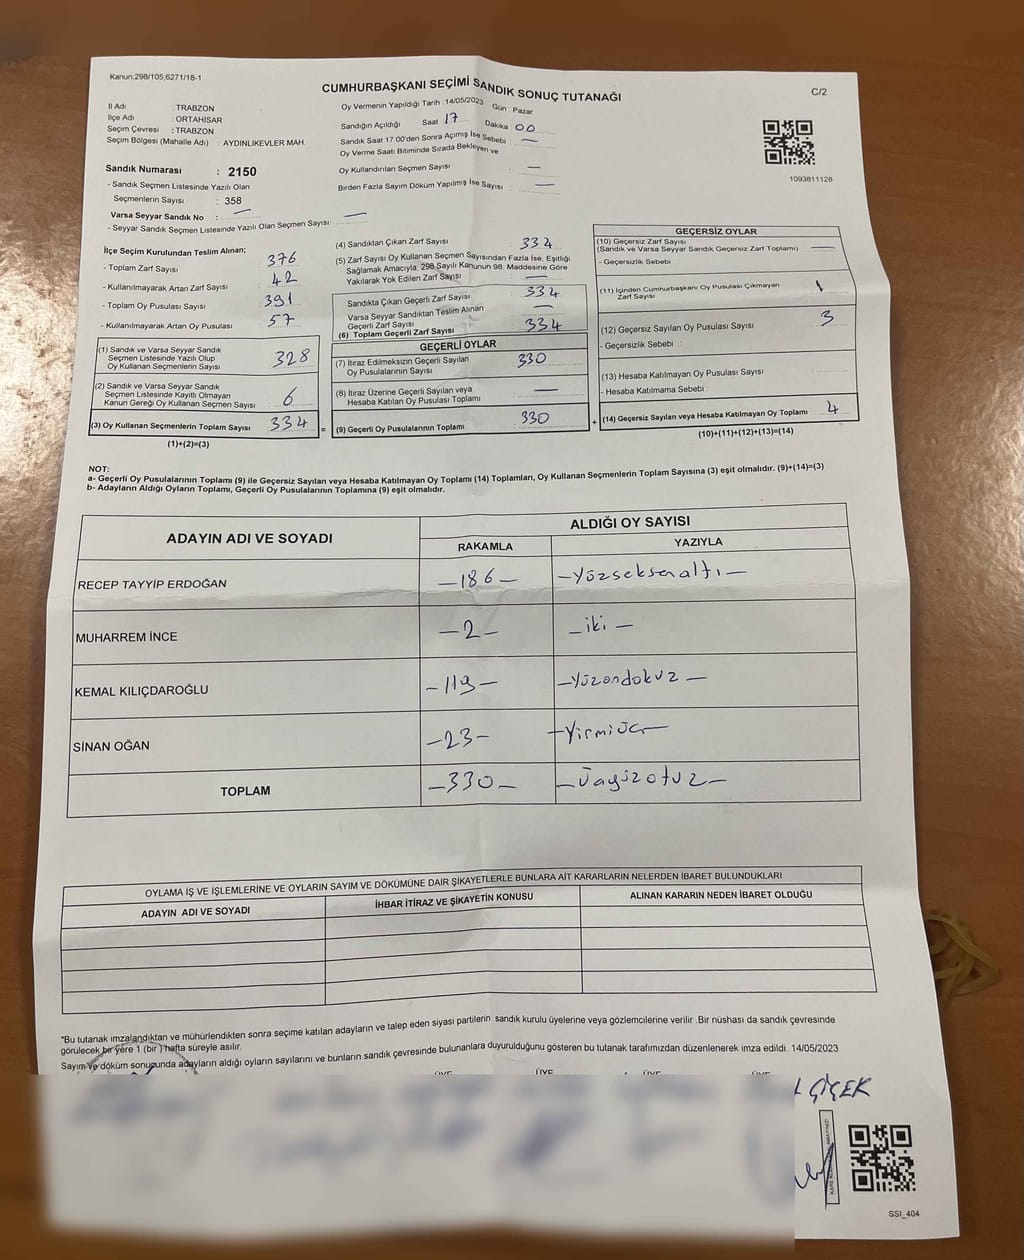 Kanun:298/105;6271/18-1
CUMHURBAŞKANI SEÇİMİ SANDIK SONUÇ TUTANAĞI
C/2
İl Adı : TRABZON
İlçe Adı : ORTAHİSAR
Seçim Çevresi : TRABZON
Seçim Bölgesi (Mahalle Adı) : AYDINLIKEVLER MAH.
Sandık Numarası : 2150
- Sandık Seçmen Listesinde Yazılı Olan
Seçmenlerin Sayısı : 358
Varsa Seyyar Sandık No : —
- Seyyar Sandık Seçmen Listesinde Yazılı Olan Seçmen Sayısı: —
Oy Vermenin Yapıldığı Tarih : 14/05/2023 Gün : Pazar
Sandığın Açıldığı Saat 17 Dakika 00
Sandık Saat 17:00'den Sonra Açımış İse Sebebi —
Oy Verme Saati Bitiminde Sırada Bekleyen ve
Oy Kullandırılan Seçmen Sayısı : —
Birden Fazla Sayım Döküm Yapılmış İse Sayısı : —
1093811128
İlçe Seçim Kurulundan Teslim Alınan;
- Toplam Zarf Sayısı 376
- Kullanılmayarak Artan Zarf Sayısı : 42
- Toplam Oy Pusulası Sayısı : 391
- Kullanılmayarak Artan Oy Pusulası : 57
(1) Sandık ve Varsa Seyyar Sandık
Seçmen Listesinde Yazılı Olup
Oy Kullanan Seçmenlerin Sayısı : 328
(2) Sandık ve Varsa Seyyar Sandık
Seçmen Listesinde Kayıtlı Olmayan
Kanun Gereği Oy Kullanan Seçmen Sayısı : 6
(3) Oy Kullanan Seçmenlerin Toplam Sayısı : 334
(1)+(2)=(3)
(4) Sandıktan Çıkan Zarf Sayısı : 334
(5) Zarf Sayısı Oy Kullanan Seçmen Sayısından Fazla İse, Eşitliği
Sağlamak Amacıyla; 298 Sayılı Kanunun 98. Maddesine Göre
Yakılarak Yok Edilen Zarf Sayısı : —
Sandıkta Çıkan Geçerli Zarf Sayısı : 334
Varsa Seyyar Sandıktan Teslim Alınan
Geçerli Zarf Sayısı : —
(6) Toplam Geçerli Zarf Sayısı : 334
GEÇERLİ OYLAR
(7) İtiraz Edilmeksizin Geçerli Sayılan
Oy Pusulasının Sayısı : 330
(8) İtiraz Üzerine Geçerli Sayılan veya
Hesaba Katılan Oy Pusulası Toplamı : —
= (9) Geçerli Oy Pusulalarının Toplamı : 330 +
GEÇERSİZ OYLAR
(10) Geçersiz Zarf Sayısı
(Sandık ve Varsa Seyyar Sandık Geçersiz Zarf Toplamı) : —
- Geçersizlik Sebebi :
(11) İçinden Cumhurbaşkanı Oy Pusulası Çıkmayan
Zarf Sayısı : 1
(12) Geçersiz Sayılan Oy Pusulası Sayısı : 3
- Geçersizlik Sebebi :
(13) Hesaba Katılmayan Oy Pusulası Sayısı :
- Hesaba Katılmama Sebebi :
(14) Geçersiz Sayılan veya Hesaba Katılmayan Oy Toplamı : 4
(10)+(11)+(12)+(13)=(14)
NOT:
a- Geçerli Oy Pusulalarının Toplamı (9) ile Geçersiz Sayılan veya Hesaba Katılmayan Oy Toplamı (14) Toplamları, Oy Kullanan Seçmenlerin Toplam Sayısına (3) eşit olmalıdır. (9)+(14)=(3)
b- Adayların Aldığı Oyların Toplamı, Geçerli Oy Pusulalarının Toplamına (9) eşit olmalıdır.
ADAYIN ADI VE SOYADI
ALDIĞI OY SAYISI
RAKAMLA YAZIYLA
RECEP TAYYİP ERDOĞAN —186— —Yüzseksenaltı—
MUHARREM İNCE —2— —iki—
KEMAL KILIÇDAROĞLU —119— —Yüzondokuz—
SİNAN OĞAN —23— —Yirmiüç—
TOPLAM —330— —Üçyüzotuz—
OYLAMA İŞ VE İŞLEMLERİNE VE OYLARIN SAYIM VE DÖKÜMÜNE DAİR ŞİKAYETLERLE BUNLARA AİT KARARLARIN NELERDEN İBARET BULUNDUKLARI
ADAYIN ADI VE SOYADI İHBAR İTİRAZ VE ŞİKAYETİN KONUSU ALINAN KARARIN NEDEN İBARET OLDUĞU
*Bu tutanak imzalandıktan ve mühürlendikten sonra seçime katılan adayların ve talep eden siyasi partilerin sandık kurulu üyelerine veya gözlemcilerine verilir .Bir nüshası da sandık çevresinde
görülecek bir yere 1 (bir) hafta süreyle asılır.
Sayım ve döküm sonucunda adayların aldığı oyların sayılarını ve bunların sandık çevresinde bulunanlara duyurulduğunu gösteren bu tutanak tarafımızdan düzenlenerek imza edildi. 14/05/2023
ÜYE ÜYE ÜYE ÜYE
ÇİÇEK
SSI_404